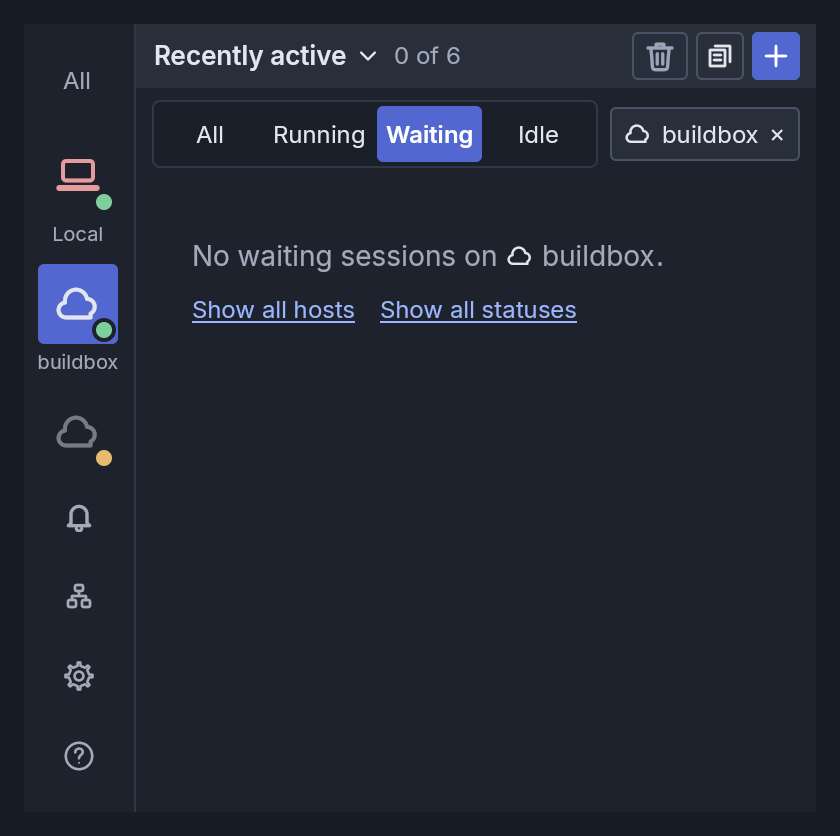 All
Local
buildbox
Recently active 0 of 6
All Running Waiting Idle buildbox ×
No waiting sessions on buildbox.
Show all hosts Show all statuses